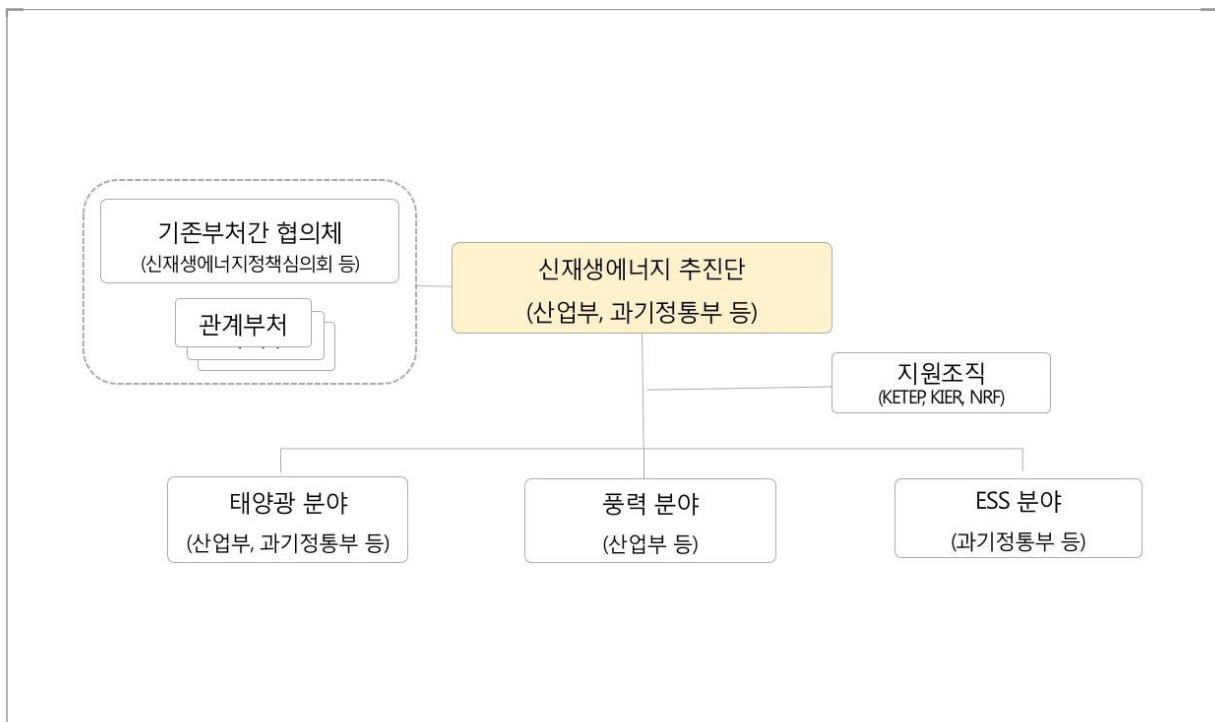 기존부처간 협의체
(신재생에너지정책심의회 등)
관계부처
신재생에너지 추진단
(산업부, 과기정통부 등)
지원조직
(KETEP, KIER, NRF)
태양광 분야
(산업부, 과기정통부 등)
풍력 분야
(산업부 등)
ESS 분야
(과기정통부 등)